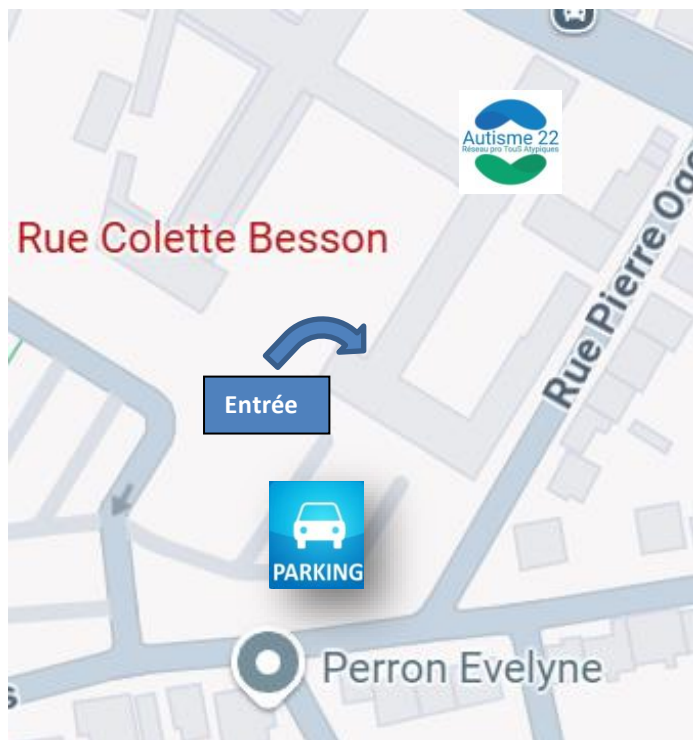 Autisme 22
Réseau pro TouS Atypiques
Rue Colette Besson
Rue Pierre
Entrée
PARKING
Perron Evelyne
s